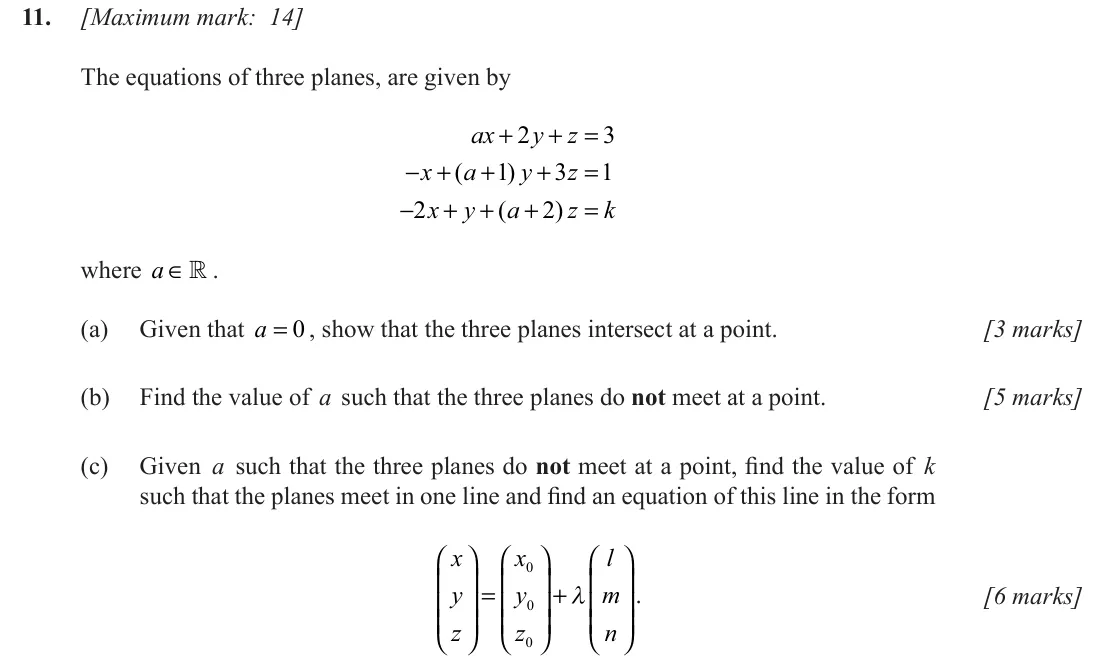 11. [Maximum mark: 14]
The equations of three planes, are given by
ax + 2y + z = 3
−x + (a + 1) y + 3z = 1
−2x + y + (a + 2) z = k
where a ∈ ℝ .
(a) Given that a = 0 , show that the three planes intersect at a point. [3 marks]
(b) Find the value of a such that the three planes do not meet at a point. [5 marks]
(c) Given a such that the three planes do not meet at a point, find the value of k
such that the planes meet in one line and find an equation of this line in the form
(x y z) = (x₀ y₀ z₀) + λ (l m n). [6 marks]